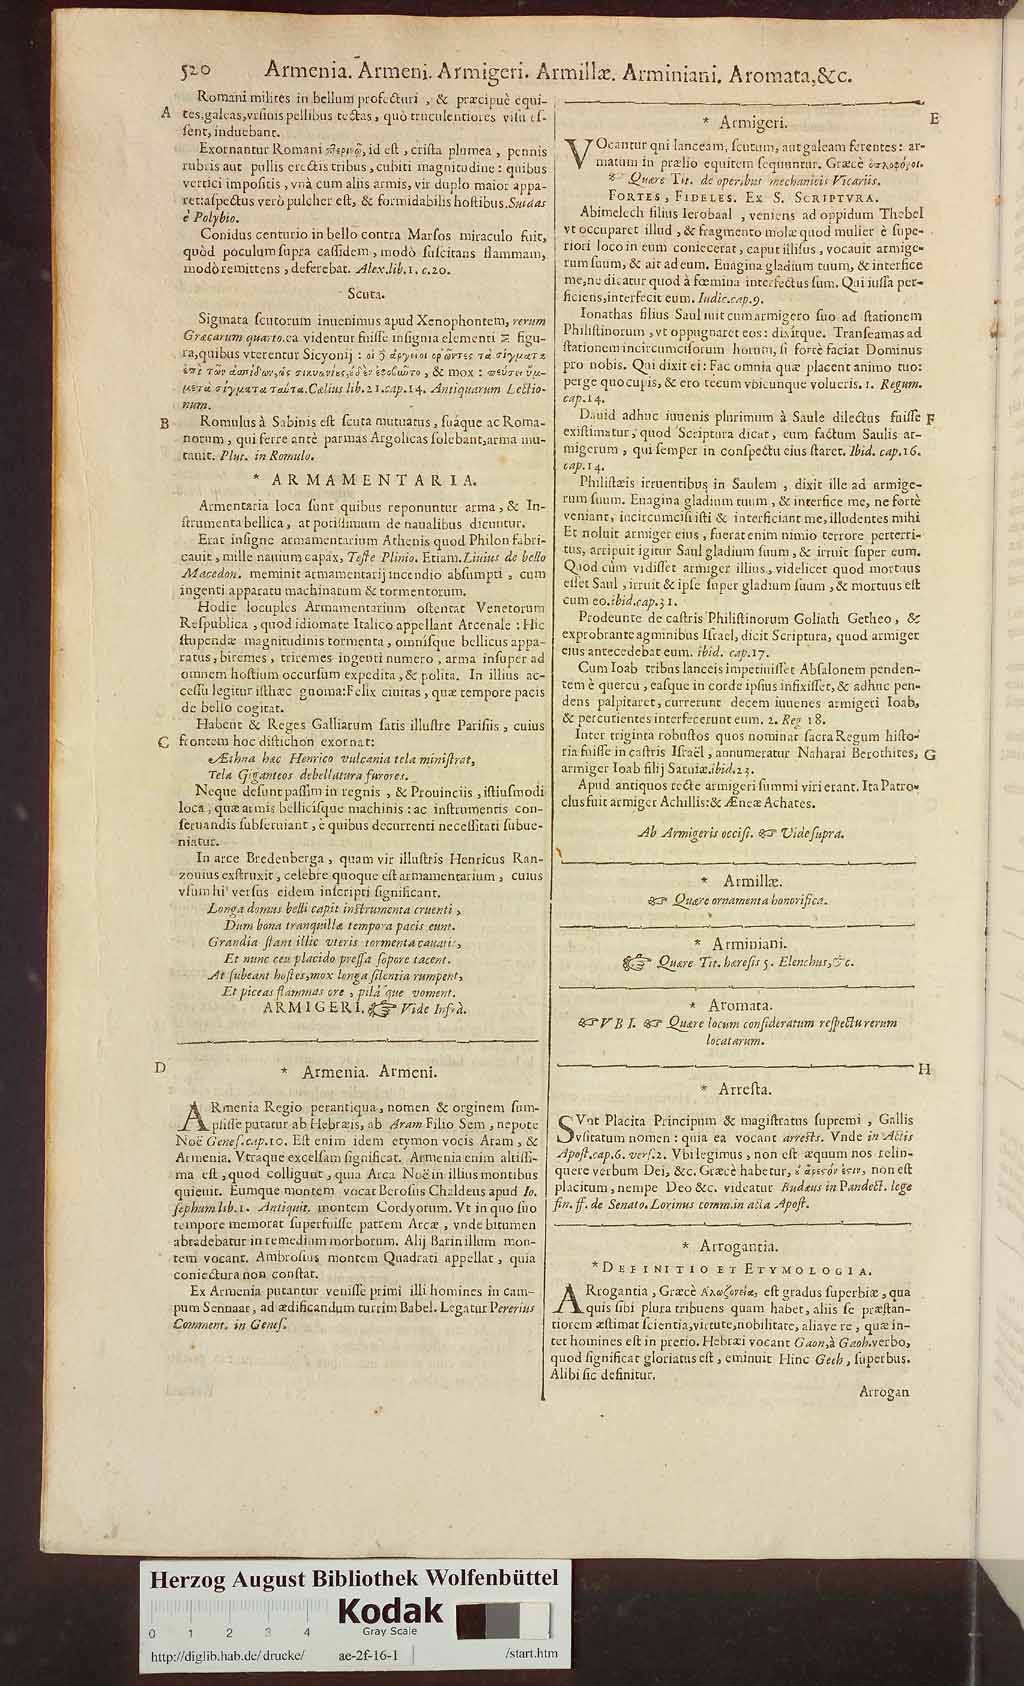 520 Armenia. Armeni. Armigeri. Armillæ. Arminiani. Aromata, &c.
Romani milites in bellum profecturi , & præcipuè equi-
A tes, galeas, vrsinis pellibus tectas , quò truculentiores visu es-
sent, induebant.
Exornantur Romani id est , crista plumea , pennis
rubris aut pullis erectis tribus , cubiti magnitudine : quibus
vertici impositis , vnà cum aliis armis, vir duplo maior appa-
ret: aspectus verò pulcher est, & formidabilis hostibus. Suidas
è Polybio.
Conidus centurio in bello contra Marsos miraculo fuit,
quòd poculum supra cassidem , modò suscitans flammam,
modò remittens , deferebat. Alex. lib. 1, c. 20.
Scuta.
Sigmata scutorum inuenimus apud Xenophontem, rerum
Græcarum quarto. ea videntur fuisse insignia elementi Σ figu-
ra, quibus vterentur Sicyonij : οἱ ἀργεῖοι ὁρῶντες τὰ σίγματα
ἐπὶ τῶν ἀσπίδων, ὡς σικυωνίες, ἐδὲν ἐφοβῶντο , & mox :
σίγματα ταῦτα. Cælius lib. 21. cap. 14. Antiquarum Lectio-
num.
B Romulus à Sabinis est scuta mutuatus , suáque ac Roma-
norum , qui ferre antè parmas Argolicas solebant, arma mu-
tauit. Plut. in Romulo.
* ARMAMENTARIA.
Armentaria loca sunt quibus reponuntur arma , & In-
strumenta bellica , at potissimum de naualibus dicuntur.
Erat insigne armamentarium Athenis quod Philon fabri-
cauit , mille nauium capax, Teste Plinio. Etiam. Liuius de bello
Macedon. meminit armamentarij incendio absumpti , cum
ingenti apparatu machinarum & tormentorum.
Hodie locuples Armamentarium ostentat Venetorum
Respublica , quod idiomate Italico appellant Arcenale : Hic
stupendæ magnitudinis tormenta , omnisque bellicus appa-
ratus, biremes , triremes ingenti numero , arma insuper ad
omnem hostium occursum expedita , & polita. In illius ac-
cessu legitur isthæc gnoma: Felix ciuitas , quæ tempore pacis
de bello cogitat.
Habent & Reges Galliarum satis illustre Parisiis , cuius
C frontem hoc distichon exornat:
Æthna hæc Henrico vulcania tela ministrat,
Tela Giganteos debellatura furores.
Neque desunt passim in regnis , & Prouinciis , istiusmodi
loca , quæ armis bellicisque machinis : ac instrumentis con-
seruandis subseruiant , è quibus decurrenti necessitati subue-
niatur.
In arce Bredenberga , quam vir illustris Henricus Ran-
zouius exstruxit , celebre quoque est armamentarium , cuius
vsum hi versus eidem inscripti significant.
Longa domus belli capit instrumenta cruenti ,
Dum bona tranquillæ tempora pacis eunt.
Grandia stant illic vteris tormenta cauatis ,
Et nunc ceu placido pressa sopore tacent.
At subeant hostes, mox longa silentia rumpent,
Et piceas flammas ore , pilásque voment.
ARMIGERI. ☞ Vide Infrà.
D * Armenia. Armeni.
ARmenia Regio perantiqua , nomen & orginem sum-
psisse putatur ab Hebræis, ab Aram Filio Sem , nepote
Noë Genes. cap. 10. Est enim idem etymon vocis Aram , &
Armenia. Vtraque excelsam significat. Armenia enim altissi-
ma est , quod colligunt , quia Arca Noë in illius montibus
quieuit. Eumque montem vocat Berosus Chaldeus apud Io.
sephum lib. 1. Antiquit. montem Cordyorum. Vt in quo suo
tempore memorat superfuisse partem Arcæ , vnde bitumen
abradebatur in remedium morborum. Alij Barin illum mon-
tem vocant. Ambrosius montem Quadrati appellat , quia
coniectura non constat.
Ex Armenia putantur venisse primi illi homines in cam-
pum Sennaar , ad ædificandum turrim Babel. Legatur Pererius
Comment. in Genes.
* Armigeri. E
VOcantur qui lanceam, scutum, aut galeam ferentes : ar-
matum in prælio equitem sequuntur. Græcè ὁπλοφόροι.
☞ Quære Tit. de operibus mechanicis Vicariis.
FORTES, FIDELES. EX S. SCRIPTVRA.
Abimelech filius Ierobaal , veniens ad oppidum Thebel
vt occuparet illud , & fragmento molæ quod mulier è supe-
riori loco in eum coniecerat , caput illisus , vocauit armige-
rum suum, & ait ad eum. Euagina gladium tuum, & interfice
me, ne dicatur quod à fœmina interfectus sum. Qui iussa per-
ficiens, interfecit eum. Iudic. cap. 9.
Ionathas filius Saul init cum armigero suo ad stationem
Philistinorum , vt oppugnaret eos : dixitque. Transeamus ad
stationem incircumcisorum horum, si fortè faciat Dominus
pro nobis. Qui dixit ei : Fac omnia quæ placent animo tuo:
perge quo cupis, & ero tecum vbicunque volueris. 1. Regum.
cap. 14.
Dauid adhuc iuuenis plurimum à Saule dilectus fuisse F
existimatur, quod Scriptura dicat , eum factum Saulis ar-
migerum , qui semper in conspectu eius staret. Ibid. cap. 16.
cap. 14.
Philistæis irruentibus in Saulem , dixit ille ad armige-
rum suum. Enagina gladium tuum , & interfice me, ne fortè
veniant, incircumcisi isti & interficiant me, illudentes mihi
Et noluit armiger eius , fuerat enim nimio terrore perterri-
tus, arripuit igitur Saul gladium suum , & irruit super eum.
Quod cùm vidisset armiger illius, videlicet quod mortuus
esset Saul , irruit & ipse super gladium suum , & mortuus est
cum eo. ibid. cap. 31.
Prodeunte de castris Philistinorum Goliath Getheo , &
exprobrante agminibus Israel, dicit Scriptura, quod armiger
eius antecedebat eum. ibid. cap. 17.
Cum Ioab tribus lanceis impetiuisset Absalonem penden-
tem è quercu , easque in corde ipsius infixisset, & adhuc pen-
dens palpitaret, currerunt decem iuuenes armigeri Ioab,
& percutientes interfecerunt eum. 2. Reg 18.
Inter triginta robustos quos nominat sacra Regum histo-
ria fuisse in castris Israël , annumeratur Naharai Berothites, G
armiger Ioab filij Saruiæ. ibid. 23.
Apud antiquos recte armigeri summi viri erant. Ita Patro-
clus fuit armiger Achillis: & Æneæ Achates.
Ab Armigeris occisi. ☞ Vide supra.
* Armillæ.
☞ Quære ornamenta honorifica.
* Arminiani.
☞ Quære Tit. hæresis 5. Elenchus, &c.
* Aromata.
☞ VBI. ☞ Quære locum consideratum respectu rerum
locatarum.
H
* Arresta.
SVnt Placita Principum & magistratus supremi , Gallis
vsitatum nomen : quia ea vocant arrests. Vnde in Actis
Apost. cap. 6. vers. 2. Vbi legimus , non est æquum nos relin-
quere verbum Dei, &c. Græcè habetur, ἐ ἀρεστόν ἐστιν, non est
placitum , nempe Deo &c. videatur Budæus in Pandect. lege
fin. ff. de Senato. Lorinus comm. in acta Apost.
* Arrogantia.
* DEFINITIO ET ETYMOLOGIA.
ARrogantia , Græcè Ἀλαζονεία, est gradus superbiæ , qua
quis sibi plura tribuens quam habet, aliis se præstan-
tiorem æstimat scientia, virtute, nobilitate, aliave re , quæ in-
tet homines est in pretio. Hebræi vocant Gaon, à Gaoh. verbo,
quod significat gloriatus est , eminuit Hinc Geeh , superbus.
Alibi sic definitur.
Arrogan
Herzog August Bibliothek Wolfenbüttel
Kodak
Gray Scale
0 1 2 3 4
http://diglib.hab.de/drucke/ ae-2f-16-1 /start.htm